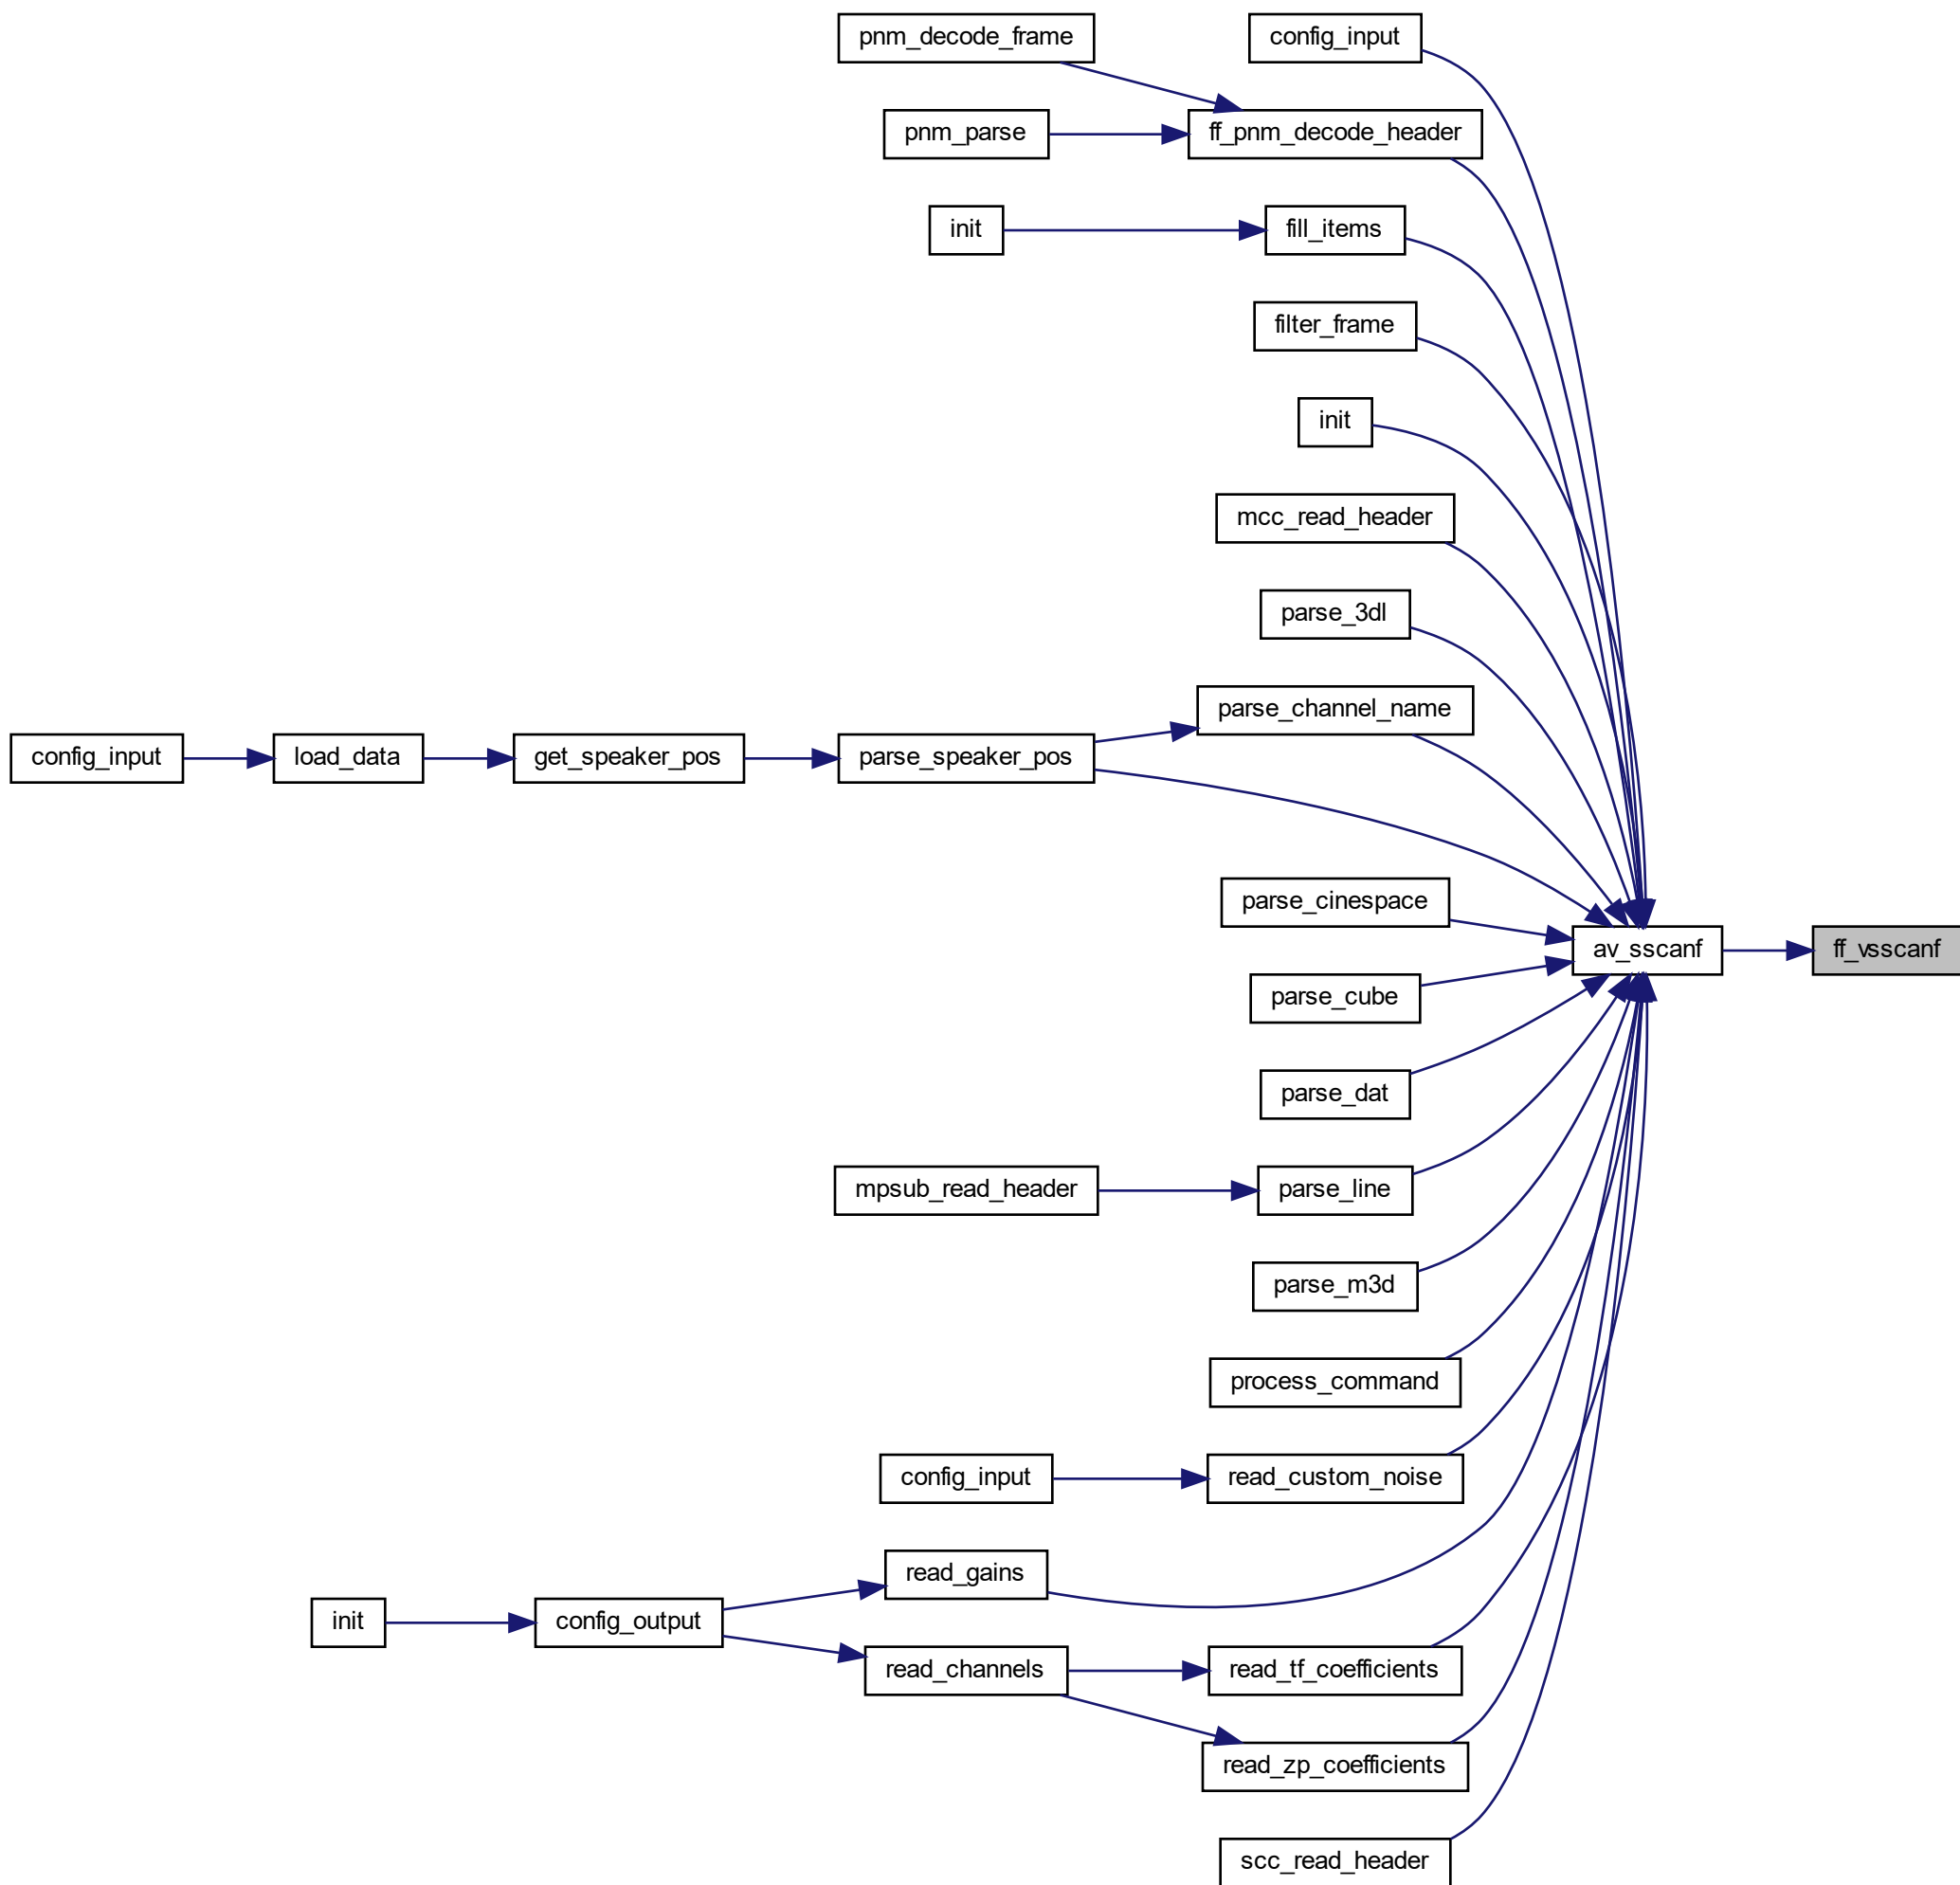 pnm_decode_frame
config_input
pnm_parse
ff_pnm_decode_header
init
fill_items
filter_frame
init
mcc_read_header
parse_3dl
parse_channel_name
config_input
load_data
get_speaker_pos
parse_speaker_pos
parse_cinespace
av_sscanf
ff_vsscanf
parse_cube
parse_dat
mpsub_read_header
parse_line
parse_m3d
process_command
config_input
read_custom_noise
read_gains
init
config_output
read_channels
read_tf_coefficients
read_zp_coefficients
scc_read_header